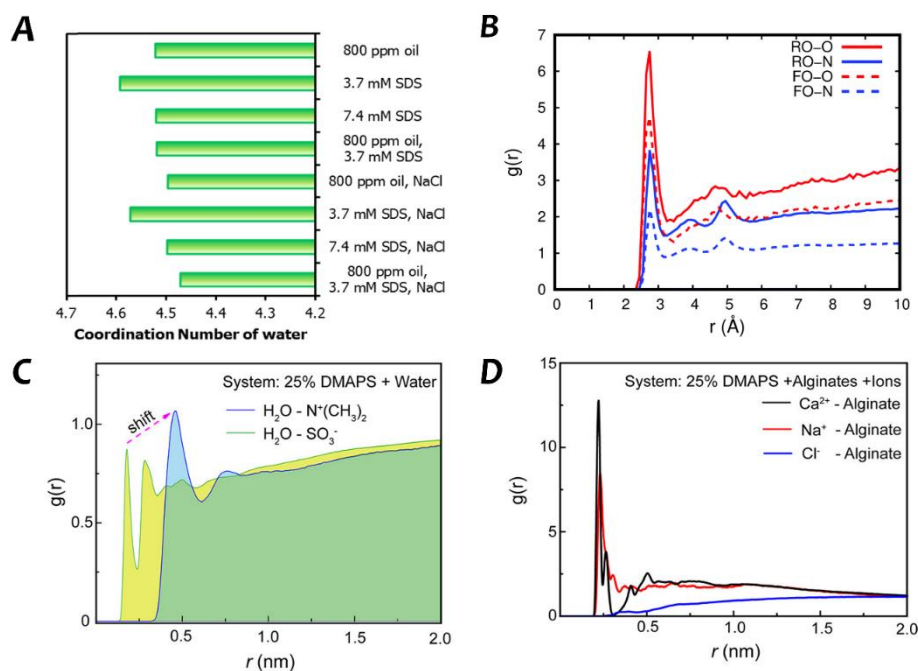 A
800 ppm oil
3.7 mM SDS
7.4 mM SDS
800 ppm oil,
3.7 mM SDS
800 ppm oil, NaCl
3.7 mM SDS, NaCl
7.4 mM SDS, NaCl
800 ppm oil,
3.7 mM SDS, NaCl
4.7 4.6 4.5 4.4 4.3 4.2
Coordination Number of water
B
RO–O
RO–N
FO–O
FO–N
7
6
5
4
3
2
1
0
g(r)
0 1 2 3 4 5 6 7 8 9 10
r (Å)
C
System: 25% DMAPS + Water
H₂O - N⁺(CH₃)₂
H₂O - SO₃⁻
shift
1.0
0.5
0
g(r)
0.5 1.0 1.5 2.0
r (nm)
D
System: 25% DMAPS +Alginates +Ions
Ca²⁺ - Alginate
Na⁺ - Alginate
Cl⁻ - Alginate
15
10
5
0
g(r)
0.5 1.0 1.5 2.0
r (nm)